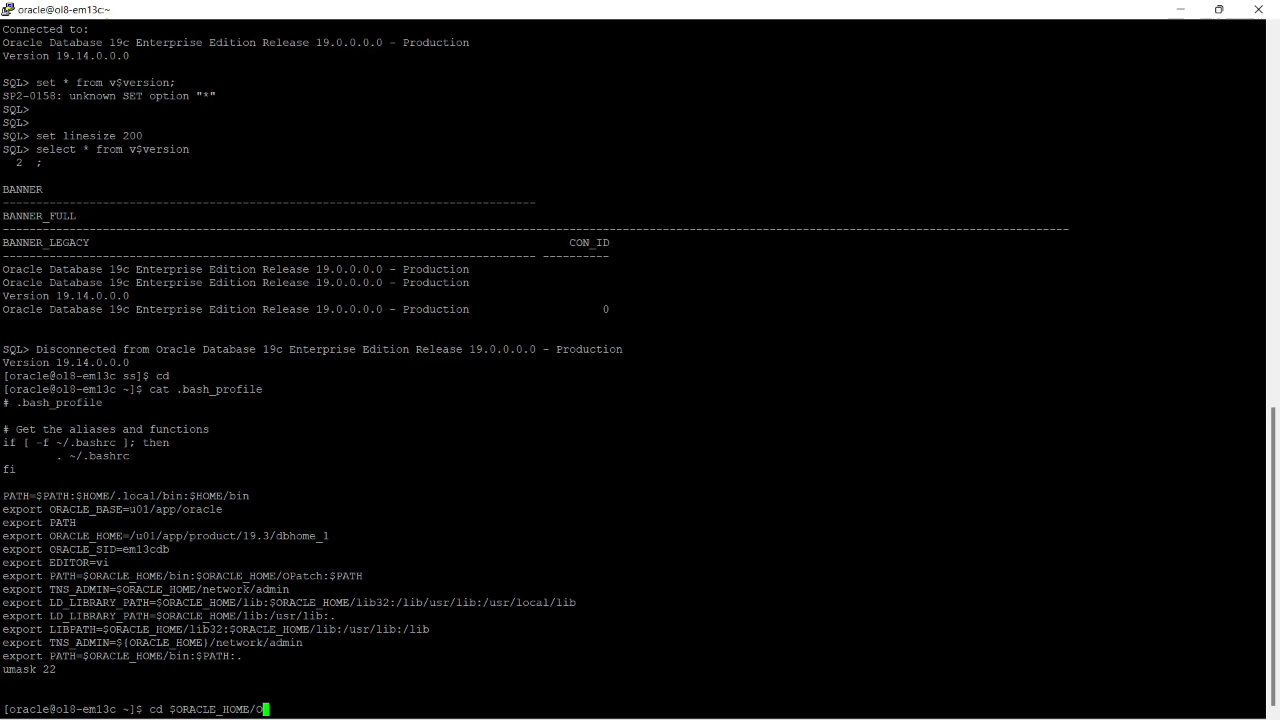 oracle@ol8-em13c:~
Connected to:
Oracle Database 19c Enterprise Edition Release 19.0.0.0.0 - Production
Version 19.14.0.0.0
SQL> set * from v$version;
SP2-0158: unknown SET option "*"
SQL>
SQL>
SQL> set linesize 200
SQL> select * from v$version
  2  ;
BANNER
--------------------------------------------------------------------------------
BANNER_FULL
----------------------------------------------------------------------------------------------------------------------------------------------------------------
BANNER_LEGACY                                                                        CON_ID
-------------------------------------------------------------------------------- ----------
Oracle Database 19c Enterprise Edition Release 19.0.0.0.0 - Production
Oracle Database 19c Enterprise Edition Release 19.0.0.0.0 - Production
Version 19.14.0.0.0
Oracle Database 19c Enterprise Edition Release 19.0.0.0.0 - Production                    0
SQL> Disconnected from Oracle Database 19c Enterprise Edition Release 19.0.0.0.0 - Production
Version 19.14.0.0.0
[oracle@ol8-em13c ss]$ cd
[oracle@ol8-em13c ~]$ cat .bash_profile
# .bash_profile
# Get the aliases and functions
if [ -f ~/.bashrc ]; then
        . ~/.bashrc
fi
PATH=$PATH:$HOME/.local/bin:$HOME/bin
export ORACLE_BASE=u01/app/oracle
export PATH
export ORACLE_HOME=/u01/app/product/19.3/dbhome_1
export ORACLE_SID=em13cdb
export EDITOR=vi
export PATH=$ORACLE_HOME/bin:$ORACLE_HOME/OPatch:$PATH
export TNS_ADMIN=$ORACLE_HOME/network/admin
export LD_LIBRARY_PATH=$ORACLE_HOME/lib:$ORACLE_HOME/lib32:/lib/usr/lib:/usr/local/lib
export LD_LIBRARY_PATH=$ORACLE_HOME/lib:/usr/lib:.
export LIBPATH=$ORACLE_HOME/lib32:$ORACLE_HOME/lib:/usr/lib:/lib
export TNS_ADMIN=${ORACLE_HOME}/network/admin
export PATH=$ORACLE_HOME/bin:$PATH:.
umask 22
[oracle@ol8-em13c ~]$ cd $ORACLE_HOME/O